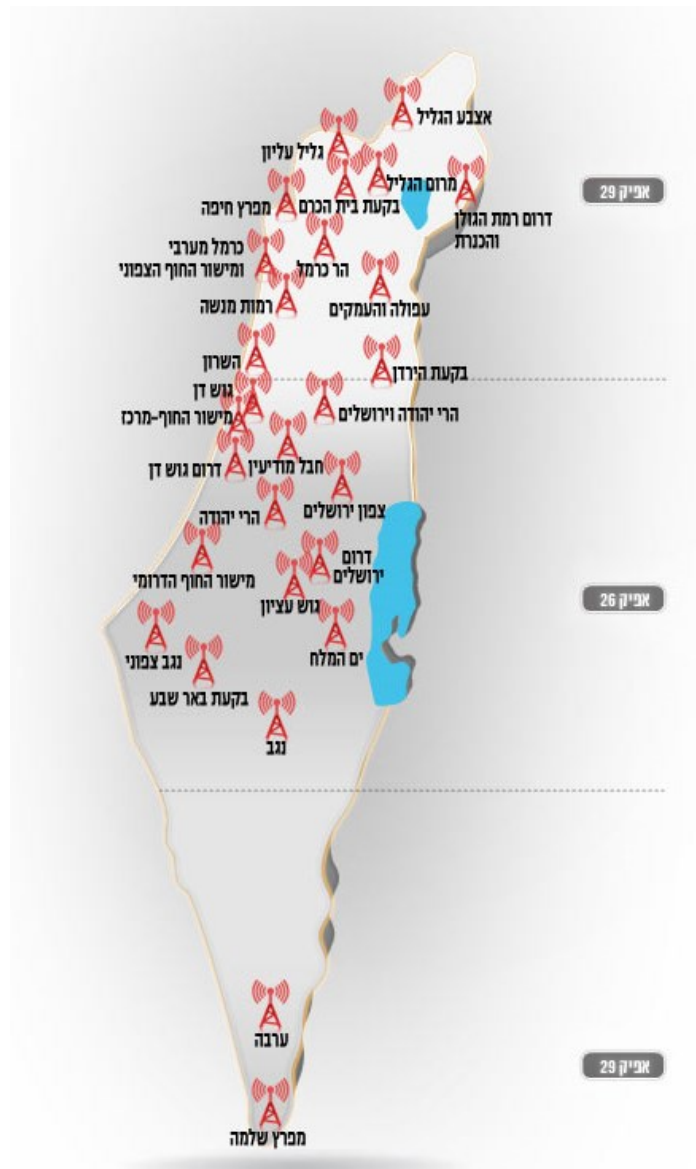 אצבע הגליל
גליל עליון
מרום הגליל
אפיק 29
בקעת בית הכרם
מפרץ חיפה
דרום רמת הגולן
והכנרת
כרמל מערבי
ומישור החוף הצפוני
הר כרמל
רמות מנשה
עפולה והעמקים
השרון
בקעת הירדן
גוש דן
הרי יהודה וירושלים
מישור החוף-מרכז
חבל מודיעין
דרום גוש דן
צפון ירושלים
הרי יהודה
דרום
ירושלים
מישור החוף הדרומי
גוש עציון
אפיק 26
ים המלח
נגב צפוני
בקעת באר שבע
נגב
ערבה
אפיק 29
מפרץ שלמה